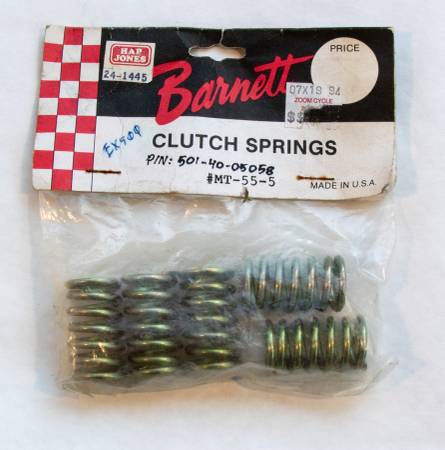 HAP
JONES
24-1445
Barnett
PRICE
07X19 94
ZOOM CYCLE
$$
EX500
CLUTCH SPRINGS
P/N: 501-40-05058
#MT-55-5
MADE IN U.S.A.